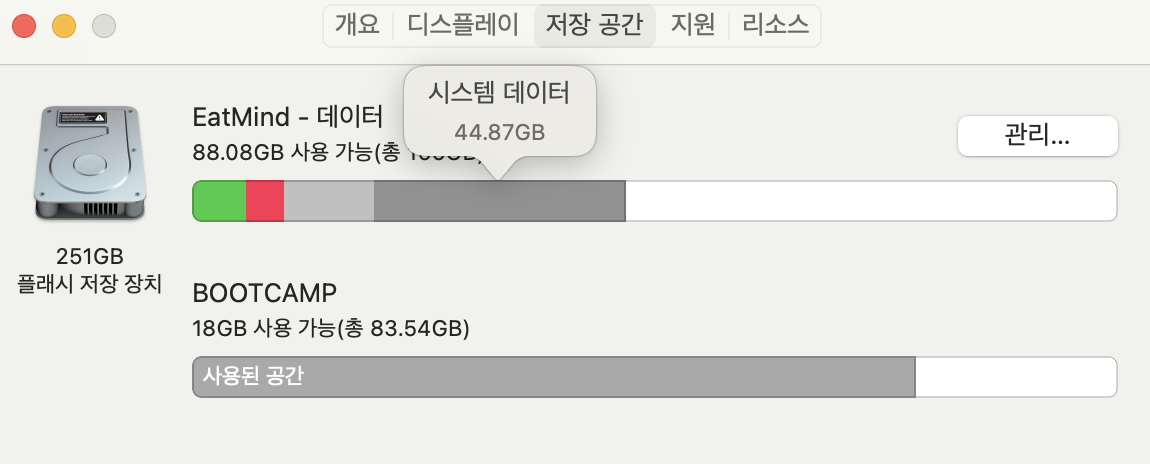 개요
디스플레이
저장 공간
지원
리소스
시스템 데이터
44.87GB
EatMind - 데이터
88.08GB 사용 가능(총
관리...
251GB
플래시 저장 장치
BOOTCAMP
18GB 사용 가능(총 83.54GB)
사용된 공간